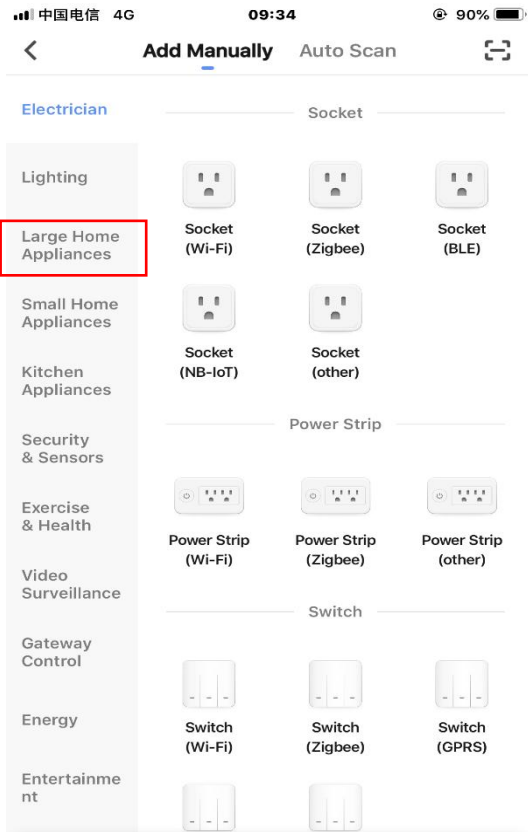 中国电信 4G 09:34 90%
Add Manually Auto Scan
Electrician
Lighting
Large Home
Appliances
Small Home
Appliances
Kitchen
Appliances
Security
& Sensors
Exercise
& Health
Video
Surveillance
Gateway
Control
Energy
Entertainme
nt
Socket
Socket Socket Socket
(Wi-Fi) (Zigbee) (BLE)
Socket Socket
(NB-IoT) (other)
Power Strip
Power Strip Power Strip Power Strip
(Wi-Fi) (Zigbee) (other)
Switch
Switch Switch Switch
(Wi-Fi) (Zigbee) (GPRS)